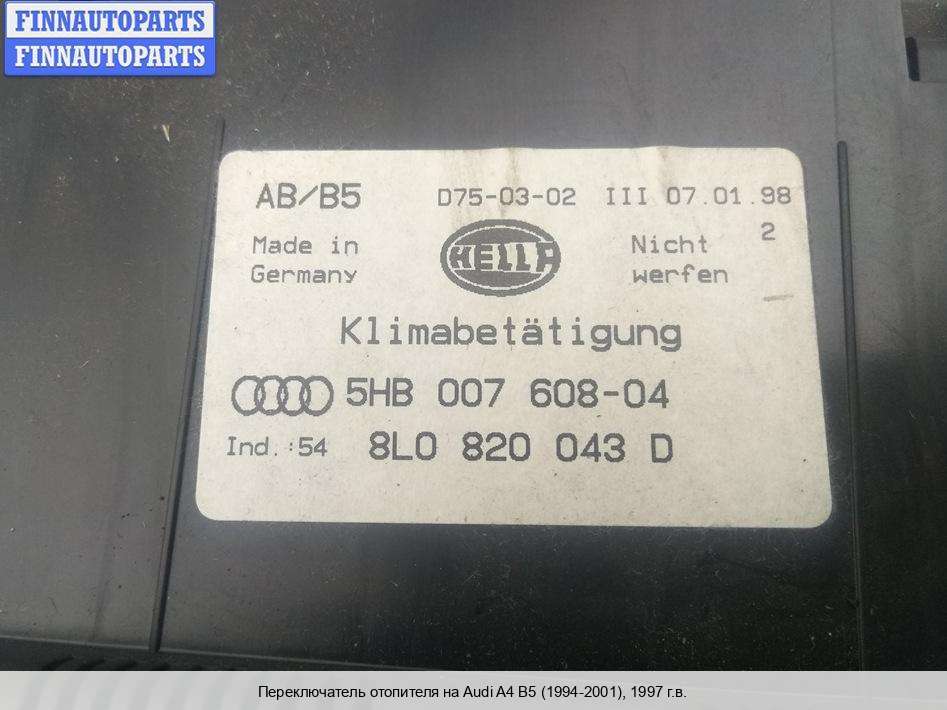 FINNAUTOPARTS
FINNAUTOPARTS
AB/B5 D75-03-02 III 07.01.98
2
Made in Germany
HELLA
Nicht werfen
Klimabetätigung
5HB 007 608-04
Ind.:54 8L0 820 043 D
Переключатель отопителя на Audi A4 B5 (1994-2001), 1997 г.в.